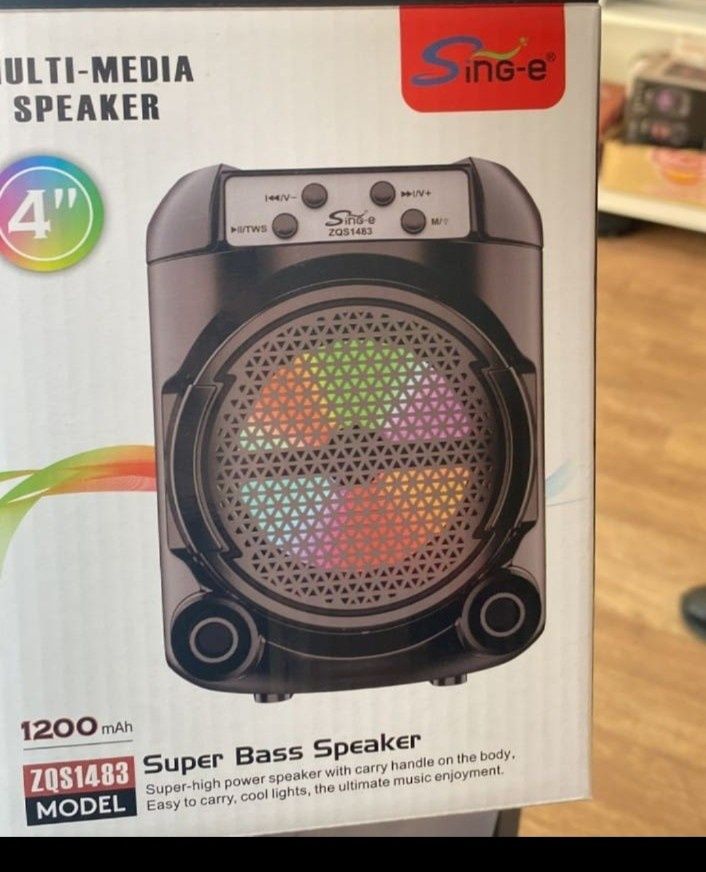 ULTI-MEDIA
SPEAKER
Sing-e®
4"
I◀◀/V-
▶▶I/V+
▶II/TWS
Sing-e
ZQS1483
M/
1200 mAh
ZQS1483
MODEL
Super Bass Speaker
Super-high power speaker with carry handle on the body,
Easy to carry, cool lights, the ultimate music enjoyment.